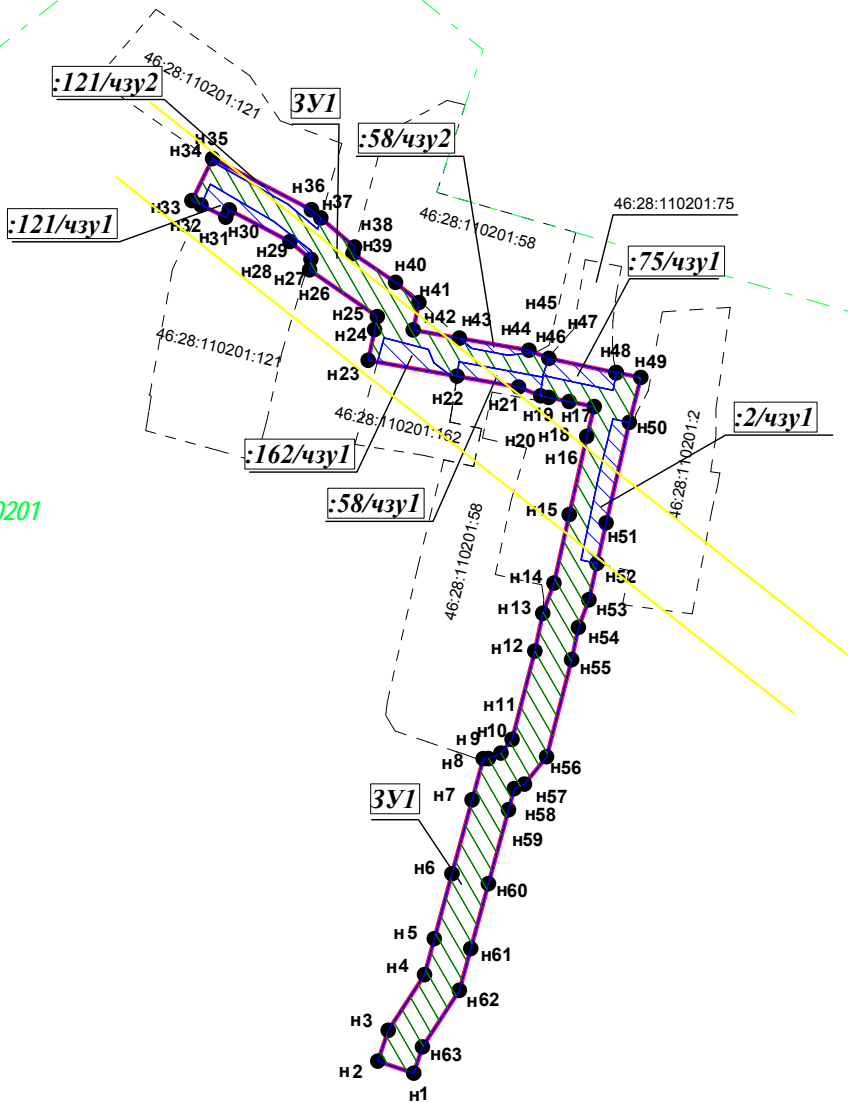 46:28:110201:121
:121/чзу2
ЗУ1
:58/чзу2
46:28:110201:75
46:28:110201:58
:121/чзу1
:75/чзу1
н35
н34
н33
н32
н31
н30
н29
н28
н27
н26
н36
н37
н38
н39
н40
н41
н42
н43
н44
н45
н46
н47
н48
н49
н50
н25
н24
н23
н22
н21
н20
н19
н18
н17
н16
46:28:110201:121
46:28:110201:162
:162/чзу1
:58/чзу1
:2/чзу1
46:28:110201:2
46:28:110201:58
0201
н15
н51
н52
н14
н53
н13
н54
н12
н55
н11
н10
н9
н8
н56
н57
н7
н58
ЗУ1
н59
н6
н60
н5
н61
н4
н62
н3
н63
н2
н1